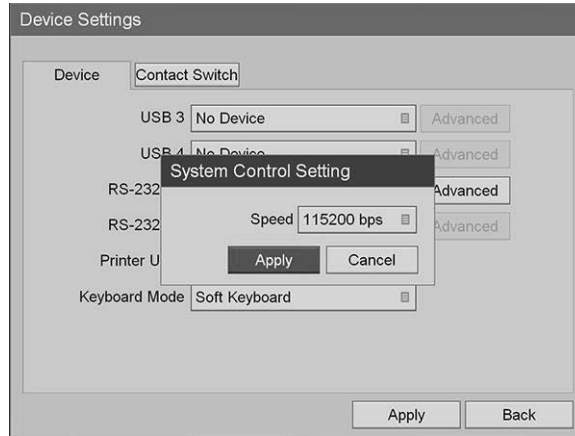 Device Settings
Device
Contact Switch
USB 3 No Device Advanced
USB 4 No Device Advanced
System Control Setting
RS-232 Advanced
Speed 115200 bps
RS-232 Advanced
Printer U
Apply Cancel
Keyboard Mode Soft Keyboard
Apply Back